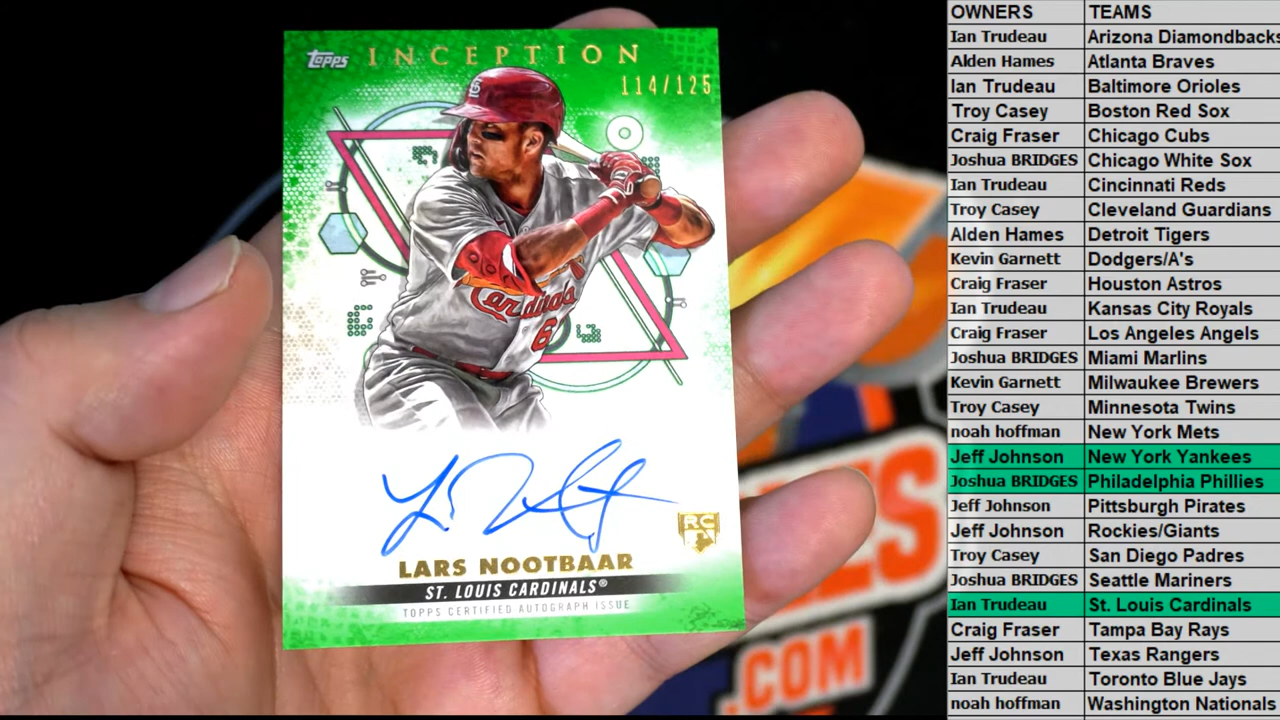 Topps INCEPTION
114/125
Cardinals
6
RC
LARS NOOTBAAR
ST. LOUIS CARDINALS®
TOPPS CERTIFIED AUTOGRAPH ISSUE
.COM
OWNERS TEAMS
Ian Trudeau Arizona Diamondbacks
Alden Hames Atlanta Braves
Ian Trudeau Baltimore Orioles
Troy Casey Boston Red Sox
Craig Fraser Chicago Cubs
Joshua BRIDGES Chicago White Sox
Ian Trudeau Cincinnati Reds
Troy Casey Cleveland Guardians
Alden Hames Detroit Tigers
Kevin Garnett Dodgers/A's
Craig Fraser Houston Astros
Ian Trudeau Kansas City Royals
Craig Fraser Los Angeles Angels
Joshua BRIDGES Miami Marlins
Kevin Garnett Milwaukee Brewers
Troy Casey Minnesota Twins
noah hoffman New York Mets
Jeff Johnson New York Yankees
Joshua BRIDGES Philadelphia Phillies
Jeff Johnson Pittsburgh Pirates
Jeff Johnson Rockies/Giants
Troy Casey San Diego Padres
Joshua BRIDGES Seattle Mariners
Ian Trudeau St. Louis Cardinals
Craig Fraser Tampa Bay Rays
Jeff Johnson Texas Rangers
Ian Trudeau Toronto Blue Jays
noah hoffman Washington Nationals